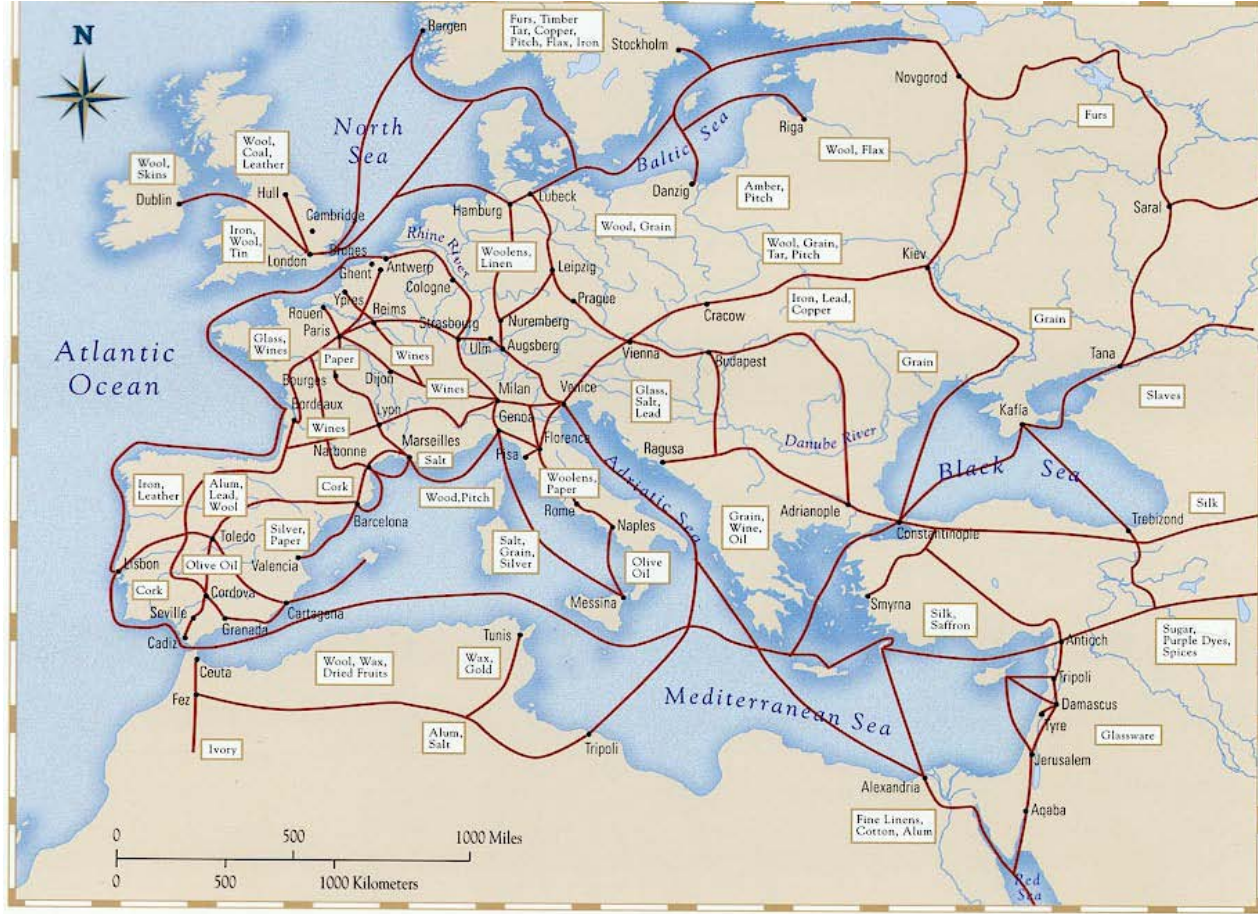 N
Bergen
Furs, Timber
Tar, Copper,
Pitch, Flax, Iron
Stockholm
Novgorod
North
Sea
Baltic Sea
Riga
Furs
Wool, Flax
Wool,
Coal,
Leather
Wool,
Skins
Dublin
Hull
Cambridge
Iron,
Wool,
Tin
London
Brobes
Hamburg
Lubeck
Danzig
Amber,
Pitch
Saral
Wood, Grain
Rhine River
Woolens,
Linen
Wool, Grain,
Tar, Pitch
Kiev
Ghent
Antwerp
Cologne
Leipzig
Prague
Ypres
Rouen
Paris
Reims
Strasbourg
Nuremberg
Cracow
Iron, Lead,
Copper
Grain
Atlantic
Ocean
Glass,
Wines
Paper
Wines
Ulm
Augsberg
Vienna
Budapest
Grain
Tana
Bourges
Dijon
Wines
Milan
Venice
Glass,
Salt,
Lead
Slaves
Bordeaux
Lyon
Genoa
Kafia
Wines
Marseilles
Florence
Danube River
Narbonne
Salt
Pisa
Ragusa
Black Sea
Iron,
Leather
Alum,
Lead,
Wool
Cork
Wood, Pitch
Woolens,
Paper
Adriatic Sea
Silk
Barcelona
Rome
Adrianople
Trebizond
Toledo
Silver,
Paper
Naples
Grain,
Wine,
Oil
Constantinople
Lisbon
Olive Oil
Valencia
Salt,
Grain,
Silver
Olive
Oil
Cork
Cordova
Cartagena
Messina
Smyrna
Silk,
Saffron
Seville
Granada
Cadiz
Tunis
Antioch
Sugar,
Purple Dyes,
Spices
Ceuta
Wool, Wax,
Dried Fruits
Wax,
Gold
Tripoli
Fez
Mediterranean Sea
Damascus
Tyre
Ivory
Alum,
Salt
Tripoli
Glassware
Jerusalem
Alexandria
Aqaba
Fine Linens,
Cotton, Alum
0 500 1000 Miles
0 500 1000 Kilometers
Red
Sea